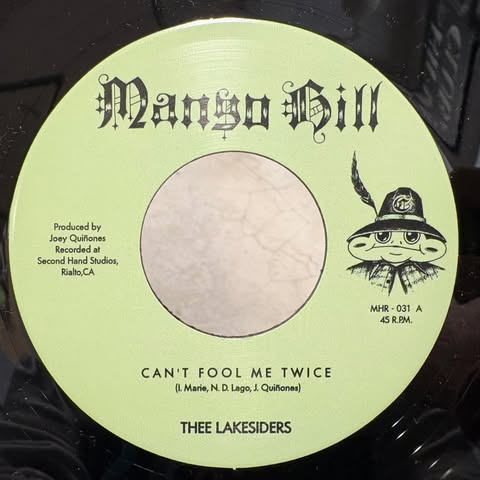 Mango Hill
Produced by
Joey Quiñones
Recorded at
Second Hand Studios,
Rialto,CA
MHR - 031 A
45 R.P.M.
CAN'T FOOL ME TWICE
(I. Marie, N. D. Lago, J. Quiñones)
THEE LAKESIDERS